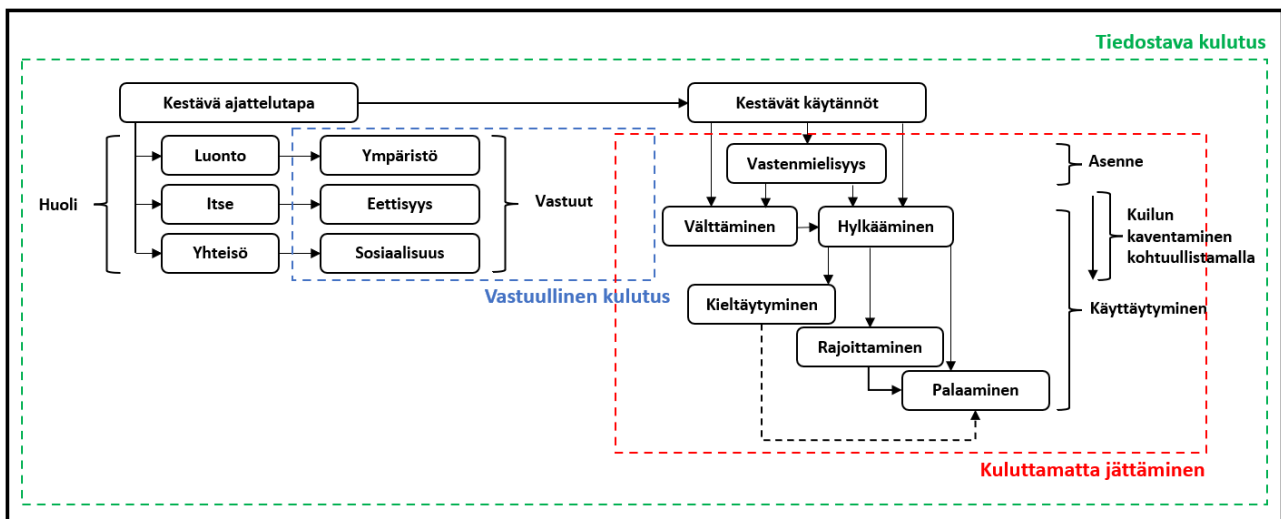 Tiedostava kulutus
Kestävä ajattelutapa
Kestävät käytännöt
Huoli
Luonto
Ympäristö
Itse
Eettisyys
Yhteisö
Sosiaalisuus
Vastuut
Vastuullinen kulutus
Vastenmielisyys
Asenne
Välttäminen
Hylkääminen
Kuilun
kaventaminen
kohtuullistamalla
Kieltäytyminen
Käyttäytyminen
Rajoittaminen
Palaaminen
Kuluttamatta jättäminen